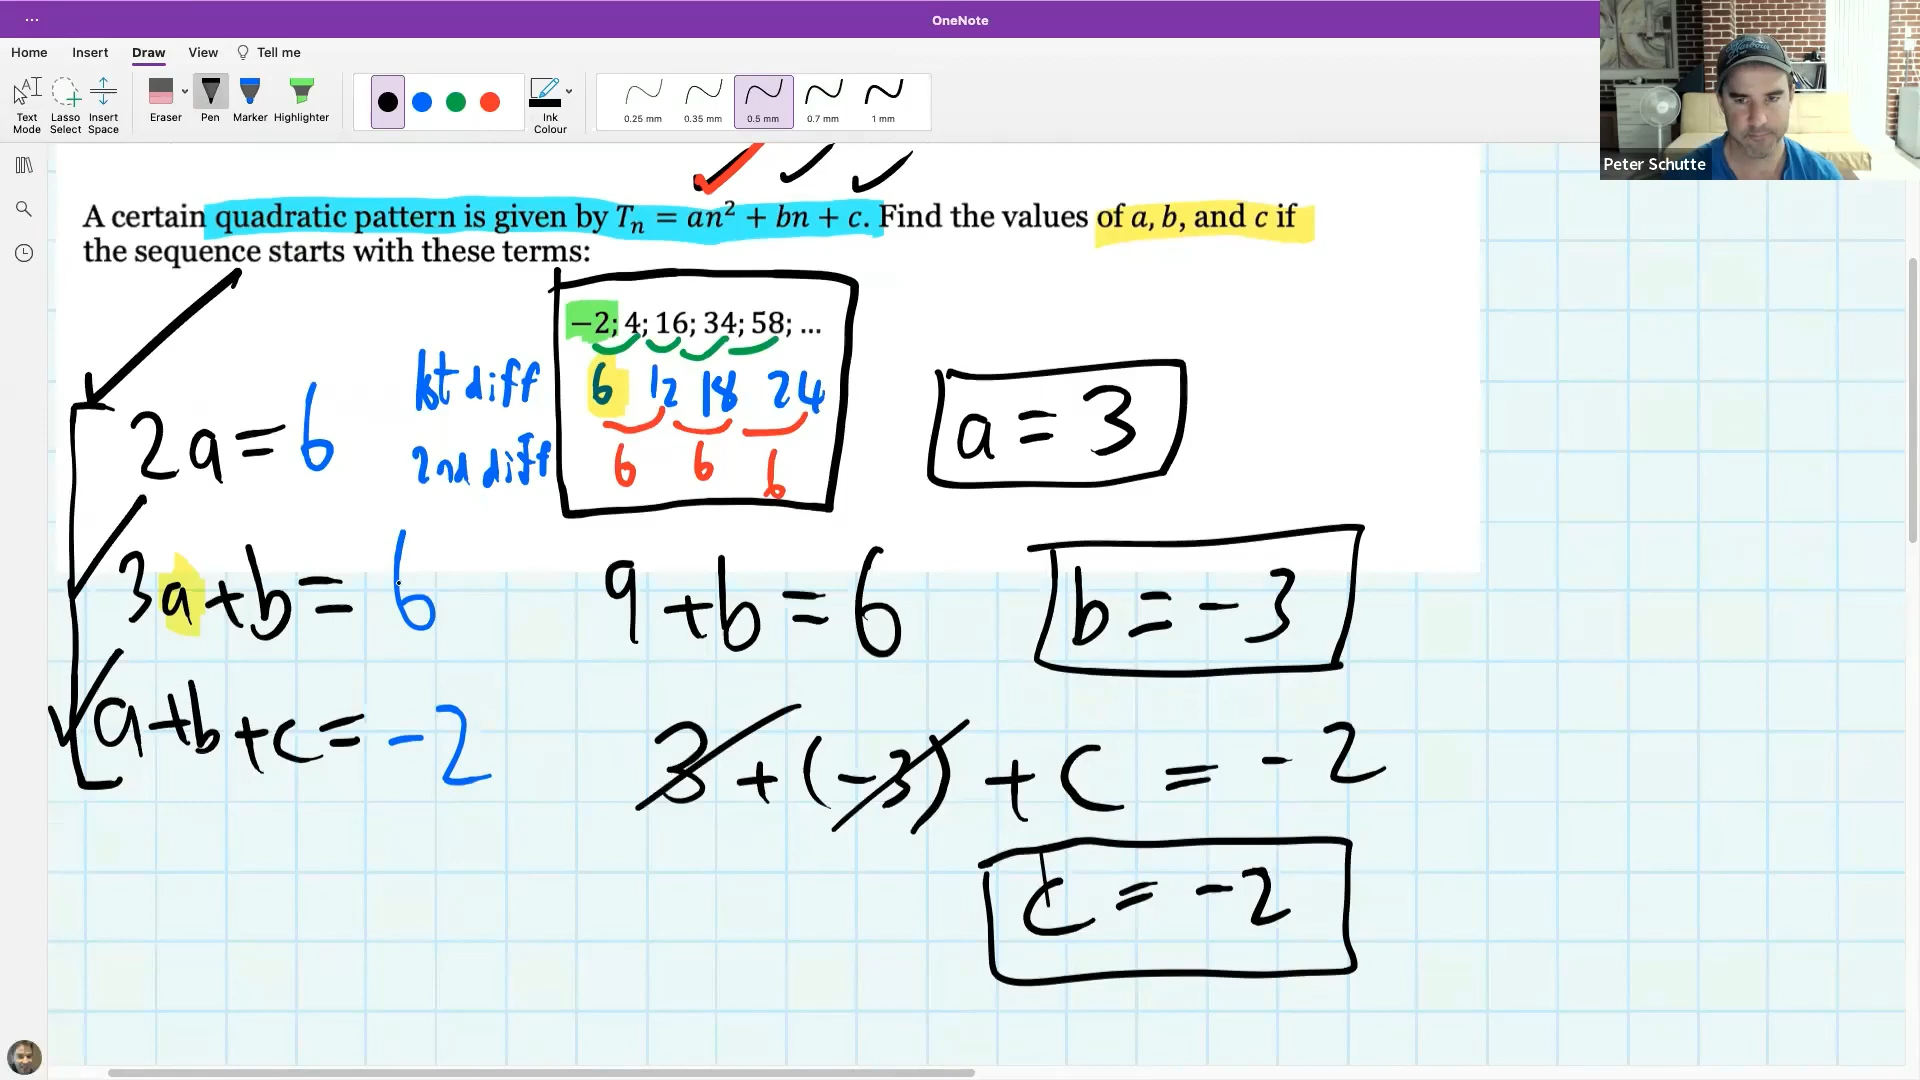 OneNote
Home Insert Draw View Tell me
Text Mode Lasso Select Insert Space Eraser Pen Marker Highlighter Ink Colour 0.25 mm 0.35 mm 0.5 mm 0.7 mm 1 mm
Peter Schutte
A certain quadratic pattern is given by Tₙ = an² + bn + c. Find the values of a, b, and c if
the sequence starts with these terms:
−2; 4; 16; 34; 58; ...
1st diff 6 12 18 24
2nd diff 6 6 6
2a = 6
a = 3
3a + b = 6
9 + b = 6
b = -3
a + b + c = -2
3 + (-3) + c = -2
c = -2